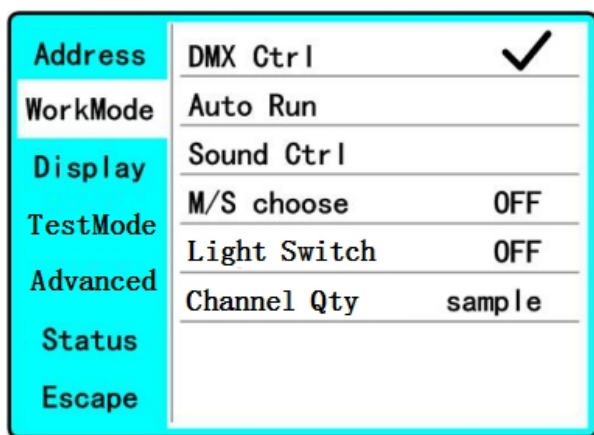 Address
WorkMode
Display
TestMode
Advanced
Status
Escape
DMX Ctrl
Auto Run
Sound Ctrl
M/S choose OFF
Light Switch OFF
Channel Qty sample